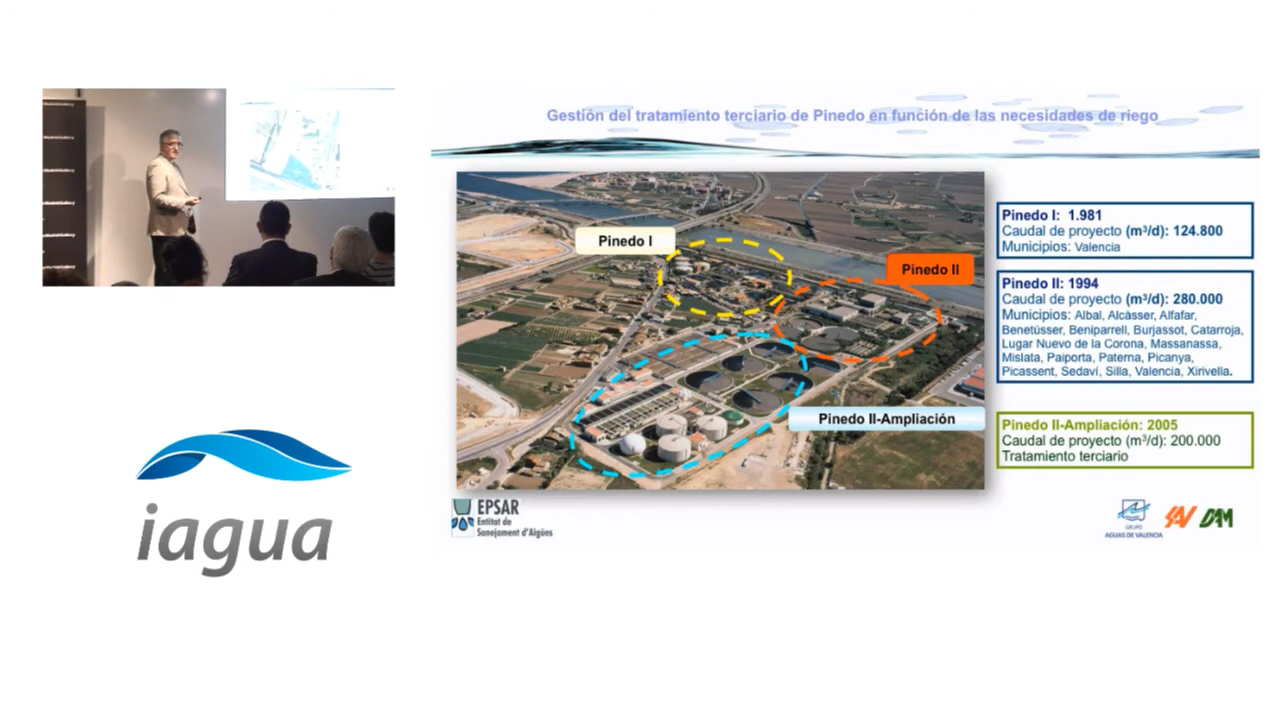 Gestión del tratamiento terciario de Pinedo en función de las necesidades de riego
Pinedo I
Pinedo II
Pinedo II-Ampliación
Pinedo I: 1.981
Caudal de proyecto (m³/d): 124.800
Municipios: Valencia
Pinedo II: 1994
Caudal de proyecto (m³/d): 280.000
Municipios: Albal, Alcàsser, Alfafar,
Benetússer, Beniparrell, Burjassot, Catarroja,
Lugar Nuevo de la Corona, Massanassa,
Mislata, Paiporta, Paterna, Picanya,
Picassent, Sedaví, Silla, Valencia, Xirivella.
Pinedo II-Ampliación: 2005
Caudal de proyecto (m³/d): 200.000
Tratamiento terciario
iagua
EPSAR
Entitat de
Sanejament d'Aigües
GRUPO
AGUAS DE VALENCIA
SAV
DAM